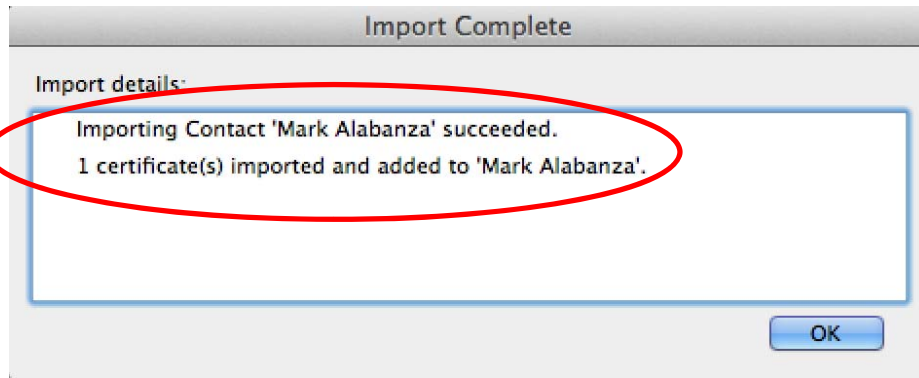 Import Complete
Import details:
Importing Contact 'Mark Alabanza' succeeded.
1 certificate(s) imported and added to 'Mark Alabanza'.
OK